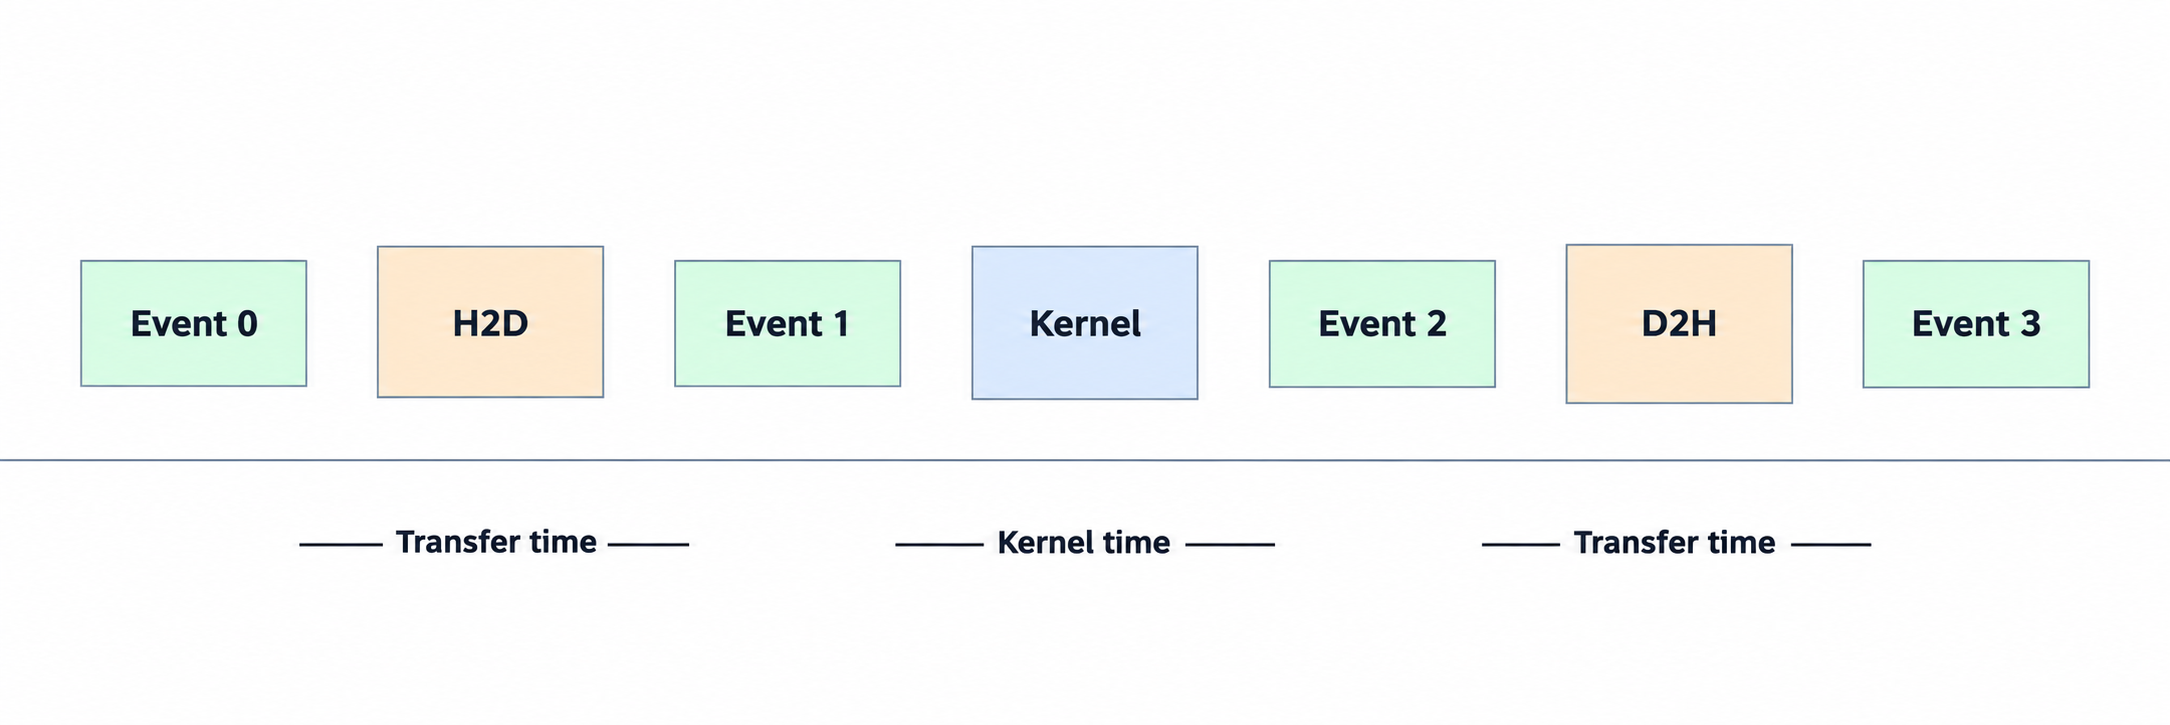 Event 0
H2D
Event 1
Kernel
Event 2
D2H
Event 3
Transfer time
Kernel time
Transfer time